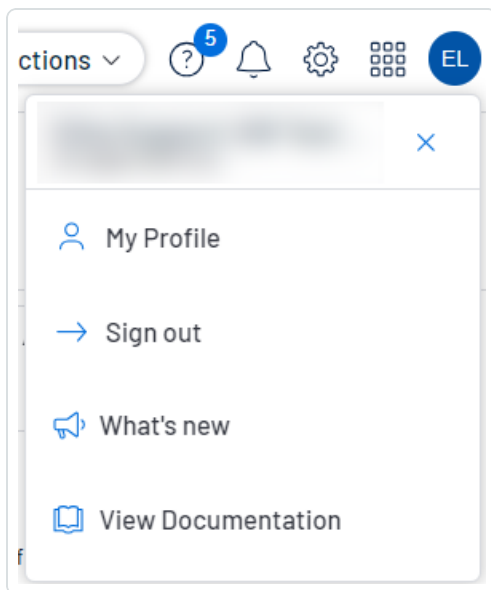 ctions
5
?
EL
My Profile
Sign out
What's new
View Documentation
f